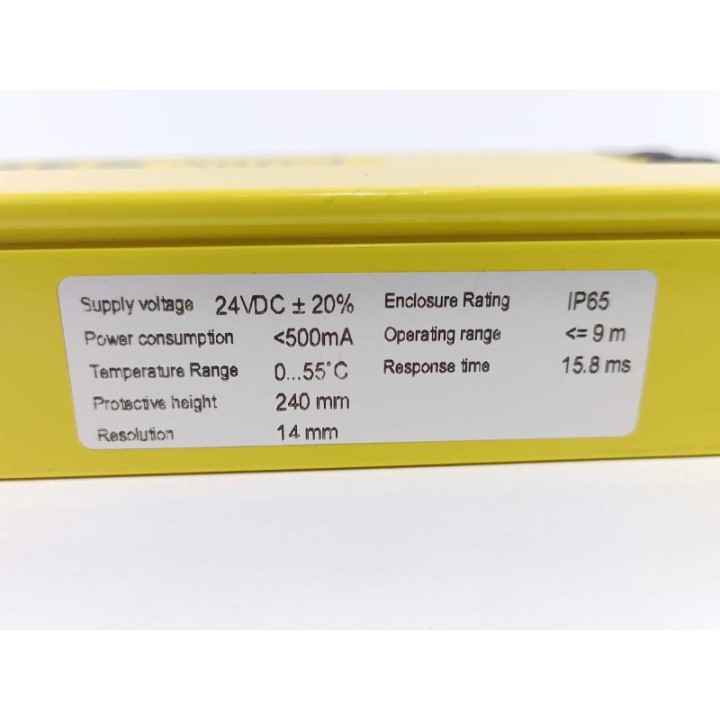 Supply voltage 24VDC ± 20% Enclosure Rating IP65
Power consumption <500mA Operating range <= 9 m
Temperature Range 0...55°C Response time 15.8 ms
Protective height 240 mm
Resolution 14 mm